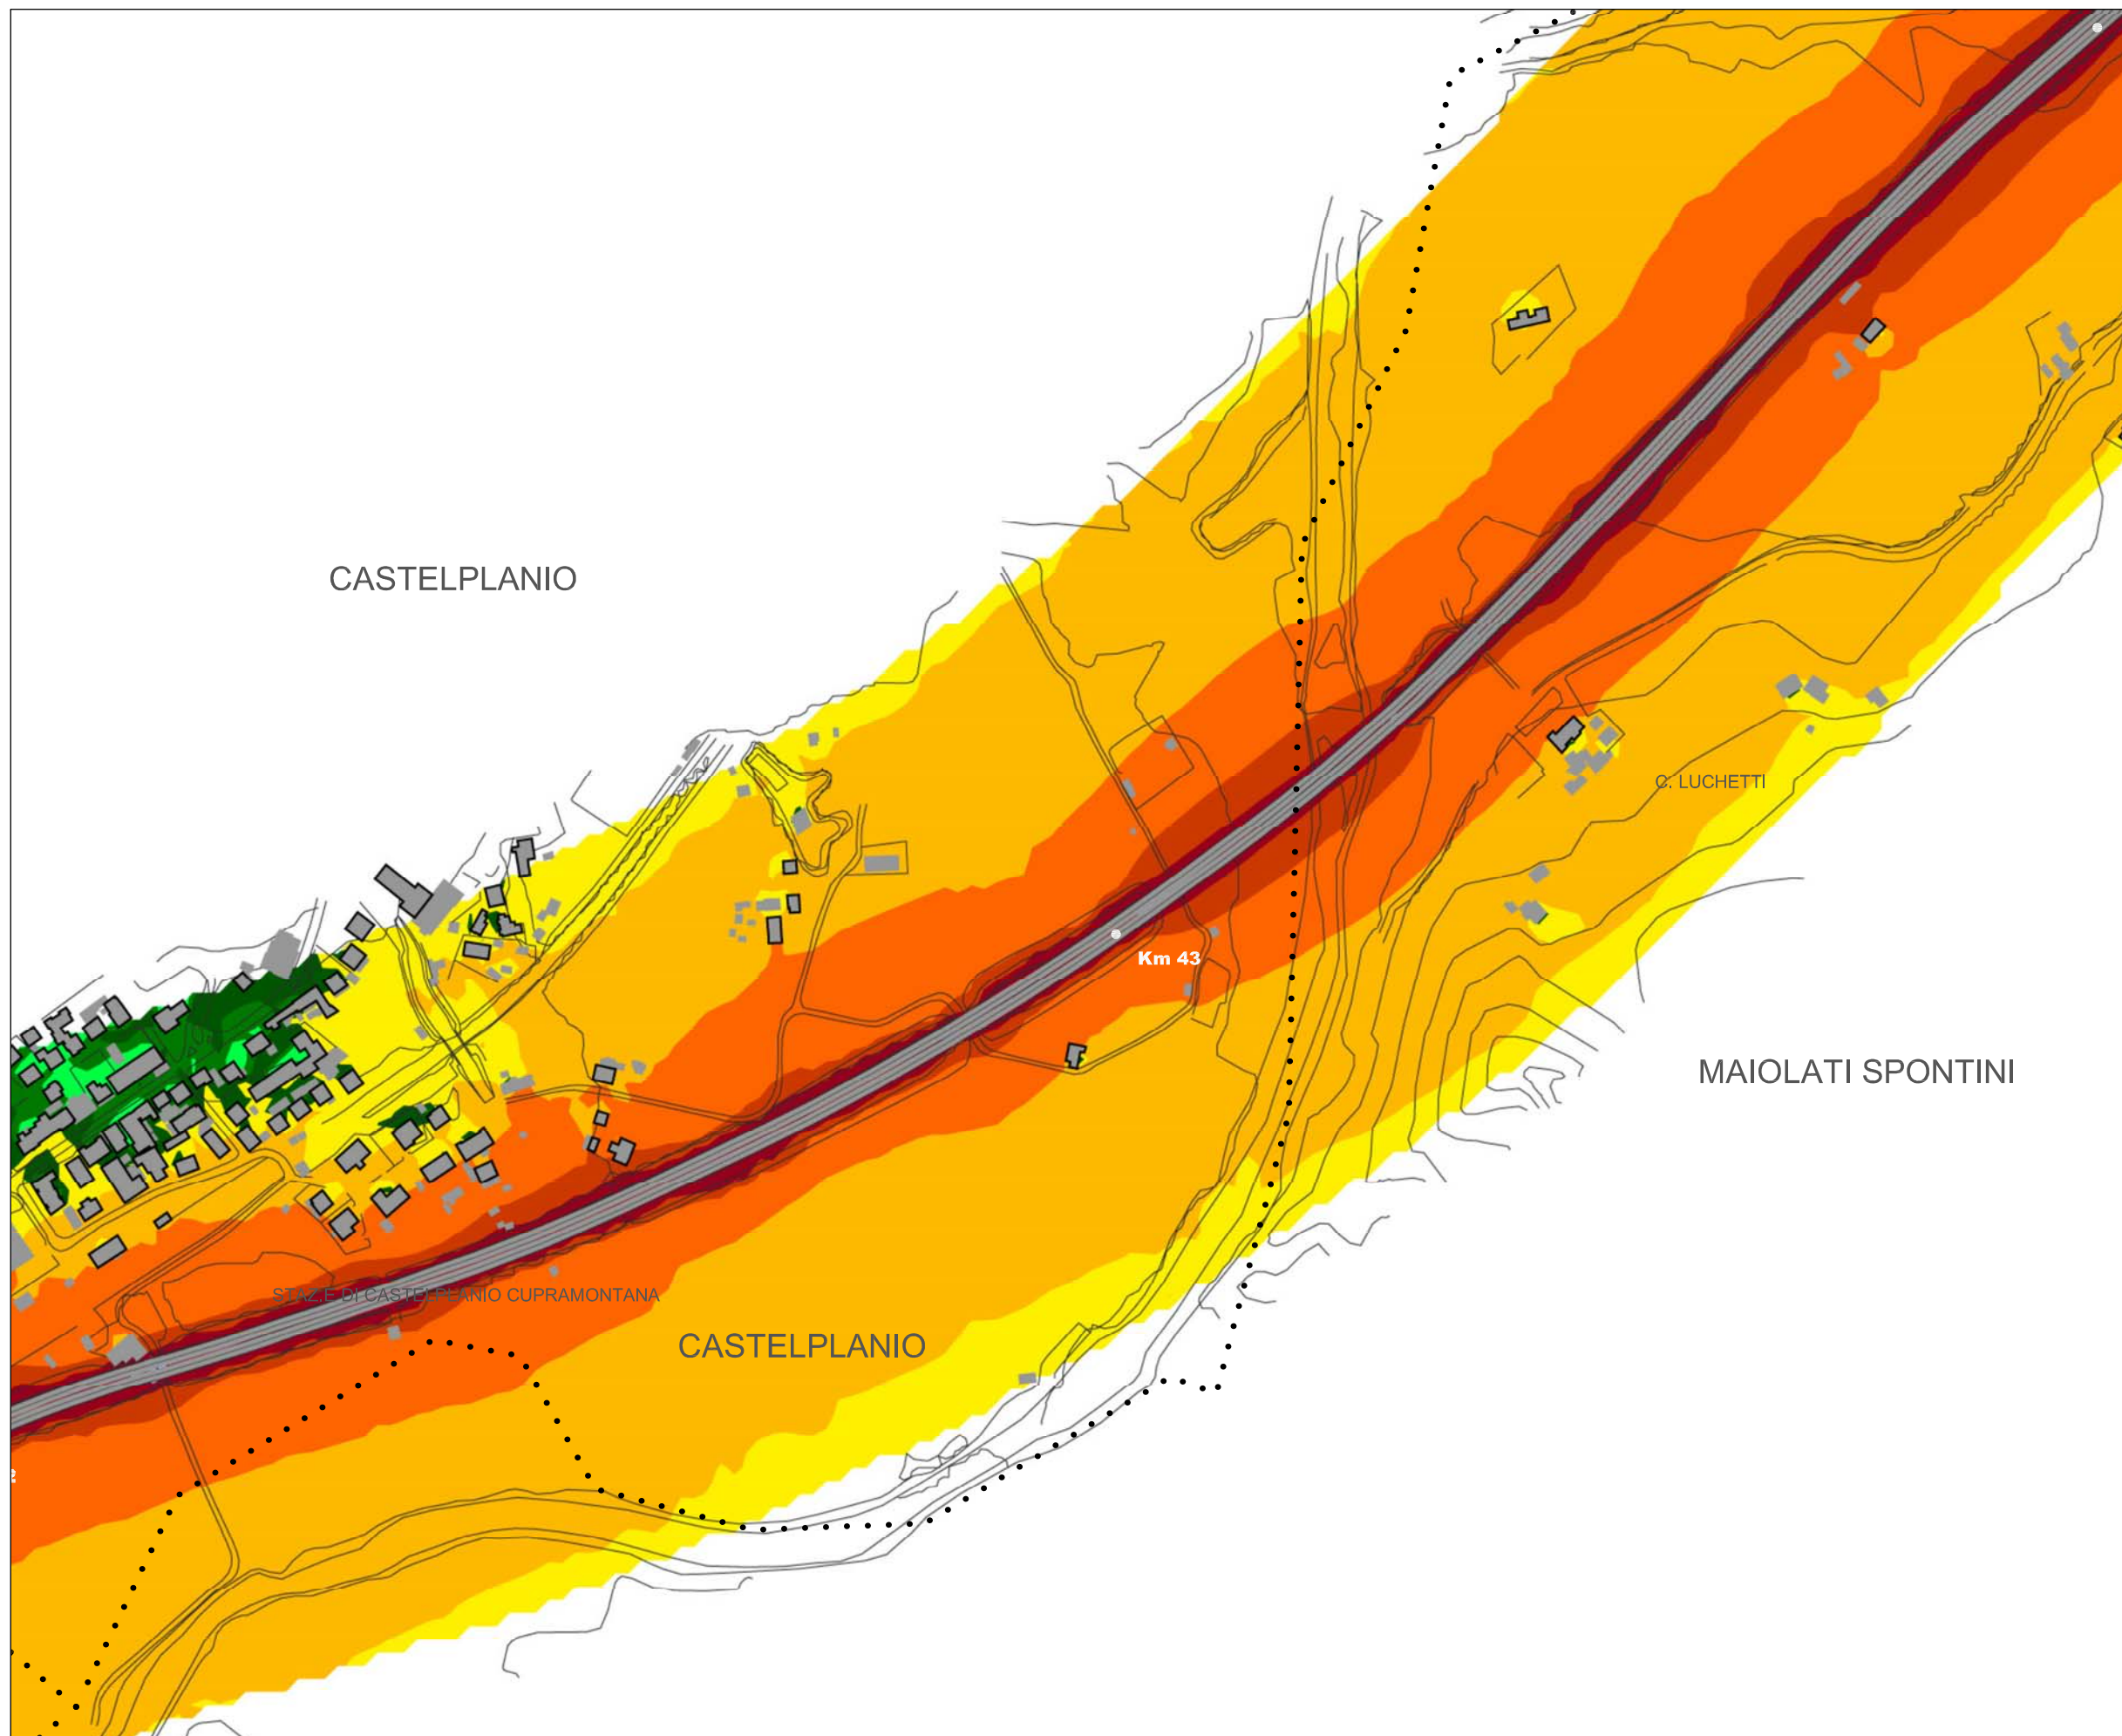 CASTELPLANIO
C. LUCHETTI
Km 43
MAIOLATI SPONTINI
STAZ.E DI CASTELPLANIO CUPRAMONTANA
CASTELPLANIO